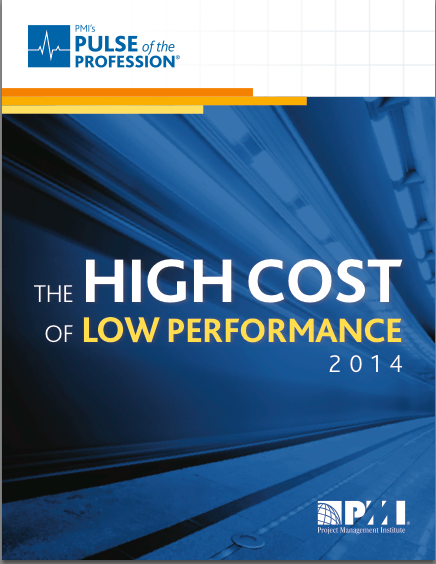 PMI's
PULSE of the
PROFESSION®
THE HIGH COST
OF LOW PERFORMANCE
2014
PMI®
Project Management Institute